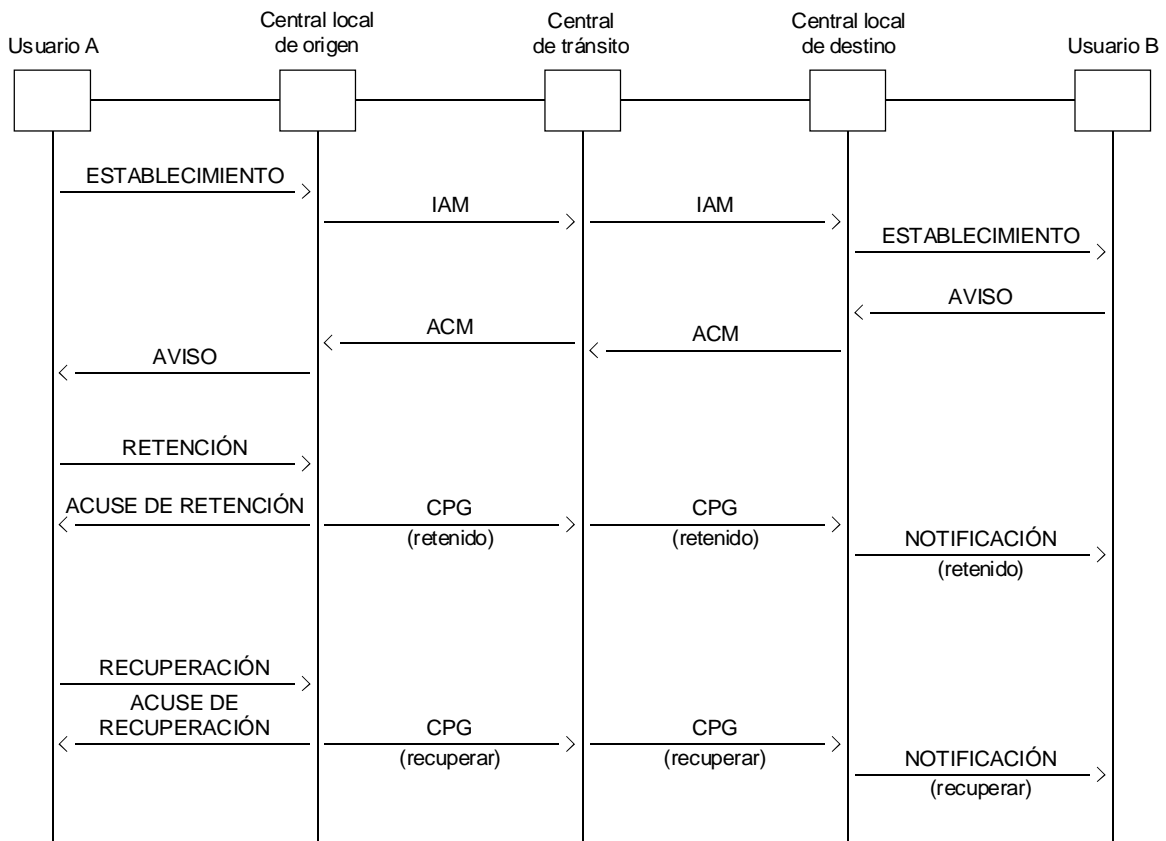 Usuario A
Central local
de origen
Central
de tránsito
Central local
de destino
Usuario B
ESTABLECIMIENTO
IAM
IAM
ESTABLECIMIENTO
AVISO
ACM
ACM
AVISO
RETENCIÓN
ACUSE DE RETENCIÓN
CPG
(retenido)
CPG
(retenido)
NOTIFICACIÓN
(retenido)
RECUPERACIÓN
ACUSE DE
RECUPERACIÓN
CPG
(recuperar)
CPG
(recuperar)
NOTIFICACIÓN
(recuperar)